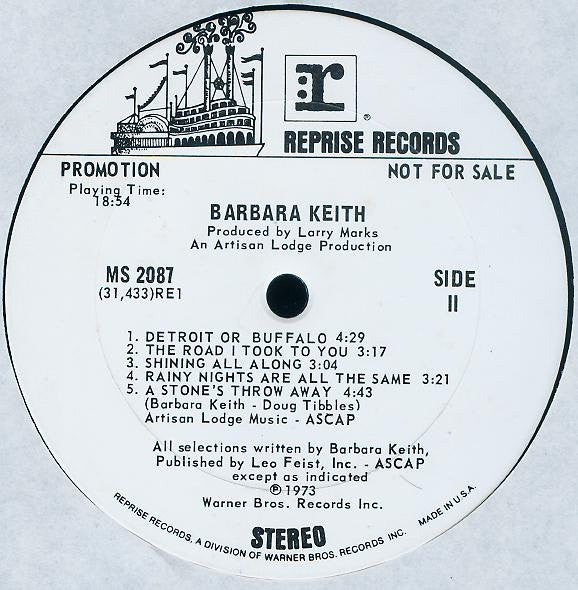 r
®
REPRISE RECORDS
PROMOTION
NOT FOR SALE
Playing Time:
18:54
BARBARA KEITH
Produced by Larry Marks
An Artisan Lodge Production
MS 2087
(31,433)RE1
SIDE
II
1. DETROIT OR BUFFALO 4:29
2. THE ROAD I TOOK TO YOU 3:17
3. SHINING ALL ALONG 3:04
4. RAINY NIGHTS ARE ALL THE SAME 3:21
5. A STONE'S THROW AWAY 4:43
(Barbara Keith - Doug Tibbles)
Artisan Lodge Music - ASCAP
All selections written by Barbara Keith,
Published by Leo Feist, Inc. - ASCAP
except as indicated
℗1973
Warner Bros. Records Inc.
STEREO
REPRISE RECORDS, A DIVISION OF WARNER BROS. RECORDS INC. MADE IN U.S.A.